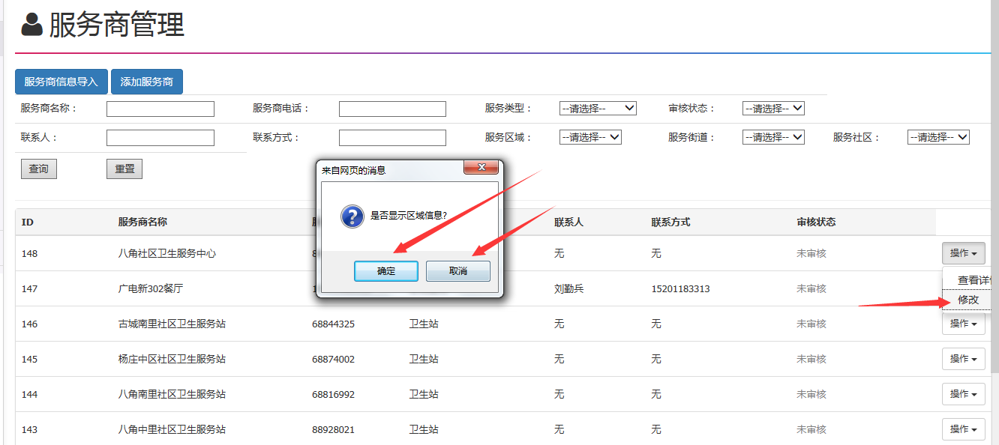 服务商管理
服务商信息导入 添加服务商
服务商名称： 服务商电话： 服务类型： --请选择-- 审核状态： --请选择--
联系人： 联系方式： 服务区域： --请选择-- 服务街道： --请选择-- 服务社区： --请选择--
查询 重置
来自网页的消息
是否显示区域信息?
确定 取消
ID 服务商名称 联系人 联系方式 审核状态
148 八角社区卫生服务中心 无 无 未审核 操作
查看详
147 广电新302餐厅 刘勤兵 15201183313 未审核
修改
146 古城南里社区卫生服务站 68844325 卫生站 无 无 未审核 操作
145 杨庄中区社区卫生服务站 68874002 卫生站 无 无 未审核 操作
144 八角南里社区卫生服务站 68816992 卫生站 无 无 未审核 操作
143 八角中里社区卫生服务站 88928021 卫生站 无 无 未审核 操作